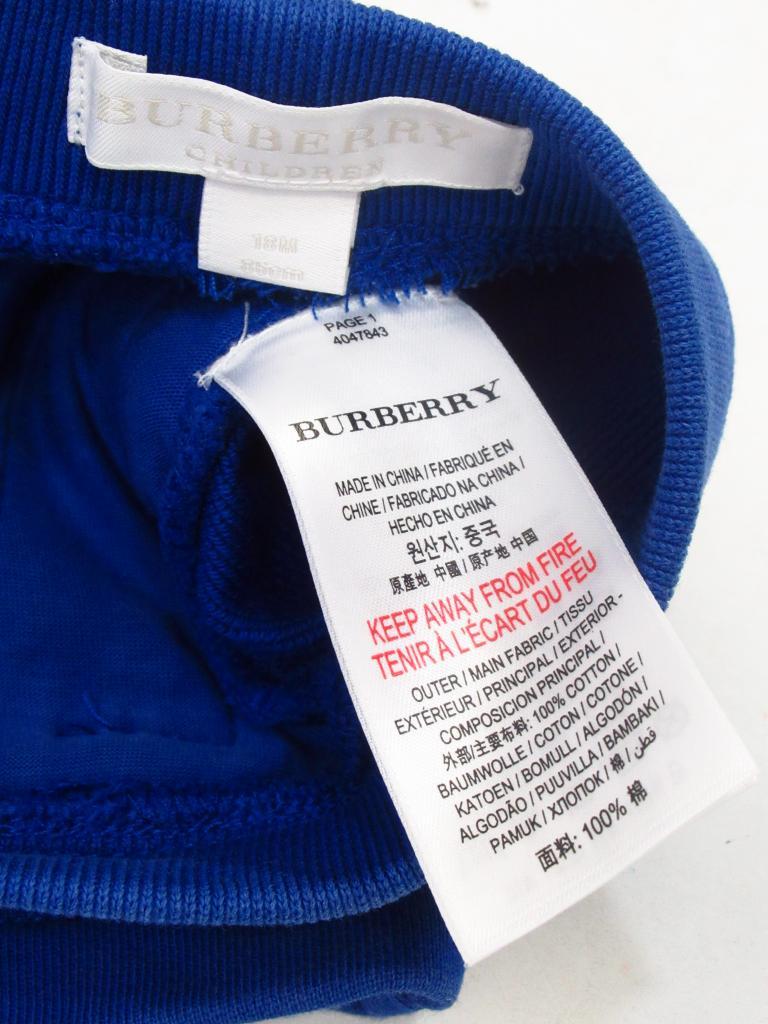 BURBERRY
CHILDREN
18M
86cm
PAGE 1
4047843
BURBERRY
MADE IN CHINA / FABRIQUÉ EN
CHINE / FABRICADO NA CHINA /
HECHO EN CHINA
원산지: 중국
原產地 中國 / 原产地 中国
KEEP AWAY FROM FIRE
TENIR À L'ÉCART DU FEU
OUTER / MAIN FABRIC / TISSU
EXTÉRIEUR / PRINCIPAL / EXTERIOR -
COMPOSICION PRINCIPAL /
外部/主要布料: 100% COTTON /
BAUMWOLLE / COTON / COTONE /
KATOEN / BOMULL / ALGODÓN /
ALGODÃO / PUUVILLA / BAMBAKI /
PAMUK / ХЛОПОК / 棉 / قطن
面料: 100% 棉